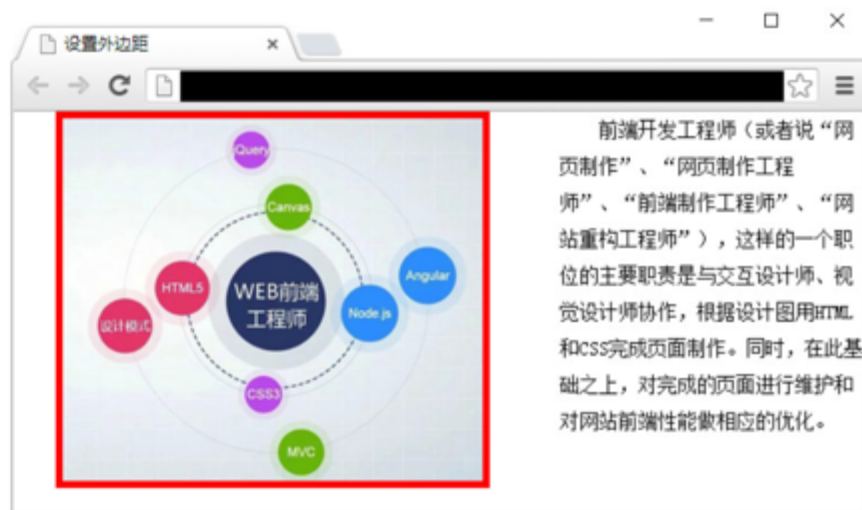 设置外边距
Query
Canvas
Angular
HTML5
WEB前端
工程师
Node.js
设计模式
CSS3
MVC
前端开发工程师（或者说“网
页制作”、“网页制作工程
师”、“前端制作工程师”、“网
站重构工程师”），这样的一个职
位的主要职责是与交互设计师、视
觉设计师协作，根据设计图用HTML
和CSS完成页面制作。同时，在此基
础之上，对完成的页面进行维护和
对网站前端性能做相应的优化。